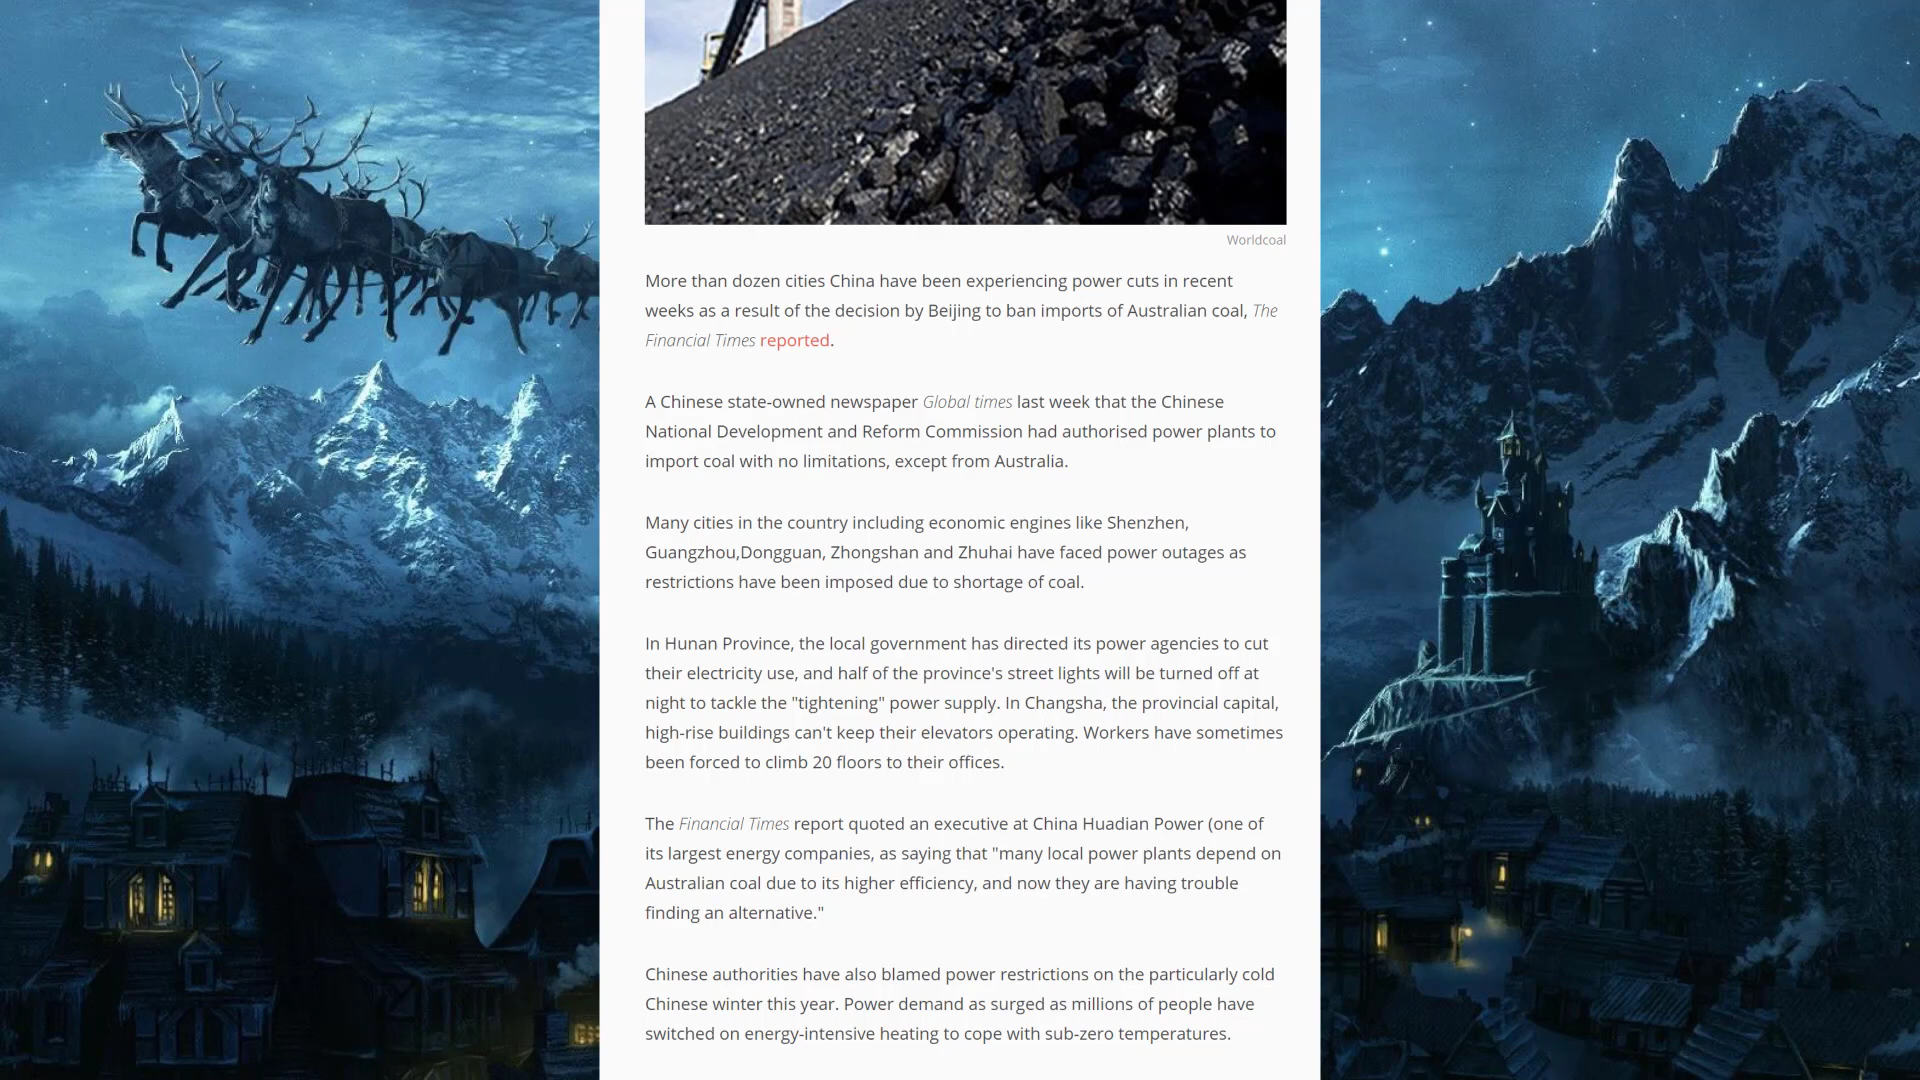 Worldcoal
More than dozen cities China have been experiencing power cuts in recent
weeks as a result of the decision by Beijing to ban imports of Australian coal, The
Financial Times reported.
A Chinese state-owned newspaper Global times last week that the Chinese
National Development and Reform Commission had authorised power plants to
import coal with no limitations, except from Australia.
Many cities in the country including economic engines like Shenzhen,
Guangzhou,Dongguan, Zhongshan and Zhuhai have faced power outages as
restrictions have been imposed due to shortage of coal.
In Hunan Province, the local government has directed its power agencies to cut
their electricity use, and half of the province's street lights will be turned off at
night to tackle the "tightening" power supply. In Changsha, the provincial capital,
high-rise buildings can't keep their elevators operating. Workers have sometimes
been forced to climb 20 floors to their offices.
The Financial Times report quoted an executive at China Huadian Power (one of
its largest energy companies, as saying that "many local power plants depend on
Australian coal due to its higher efficiency, and now they are having trouble
finding an alternative."
Chinese authorities have also blamed power restrictions on the particularly cold
Chinese winter this year. Power demand as surged as millions of people have
switched on energy-intensive heating to cope with sub-zero temperatures.